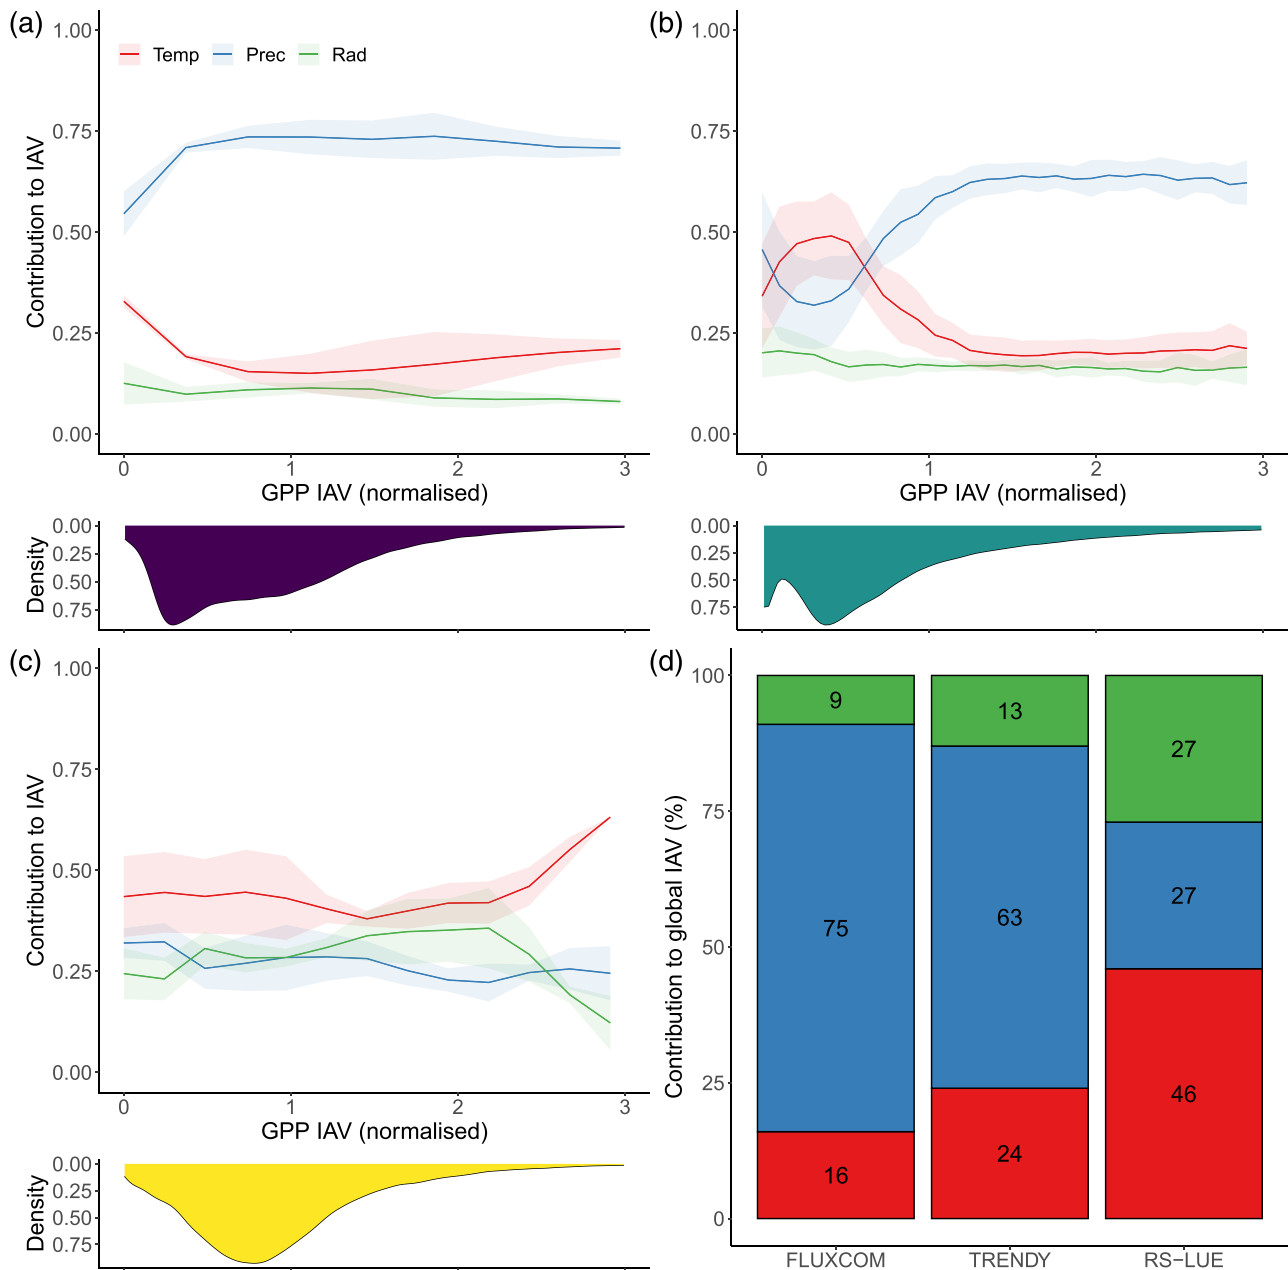 (a)
1.00
0.75
0.50
0.25
0.00
Contribution to IAV
Temp Prec Rad
0 1 2 3
GPP IAV (normalised)
0.00
0.25
0.50
0.75
Density
(b)
1.00
0.75
0.50
0.25
0.00
0 1 2 3
GPP IAV (normalised)
0.00
0.25
0.50
0.75
(c)
1.00
0.75
0.50
0.25
0.00
Contribution to IAV
0 1 2 3
GPP IAV (normalised)
0.00
0.25
0.50
0.75
Density
(d)
100
75
50
25
0
Contribution to global IAV (%)
9
75
16
13
63
24
27
27
46
FLUXCOM TRENDY RS−LUE